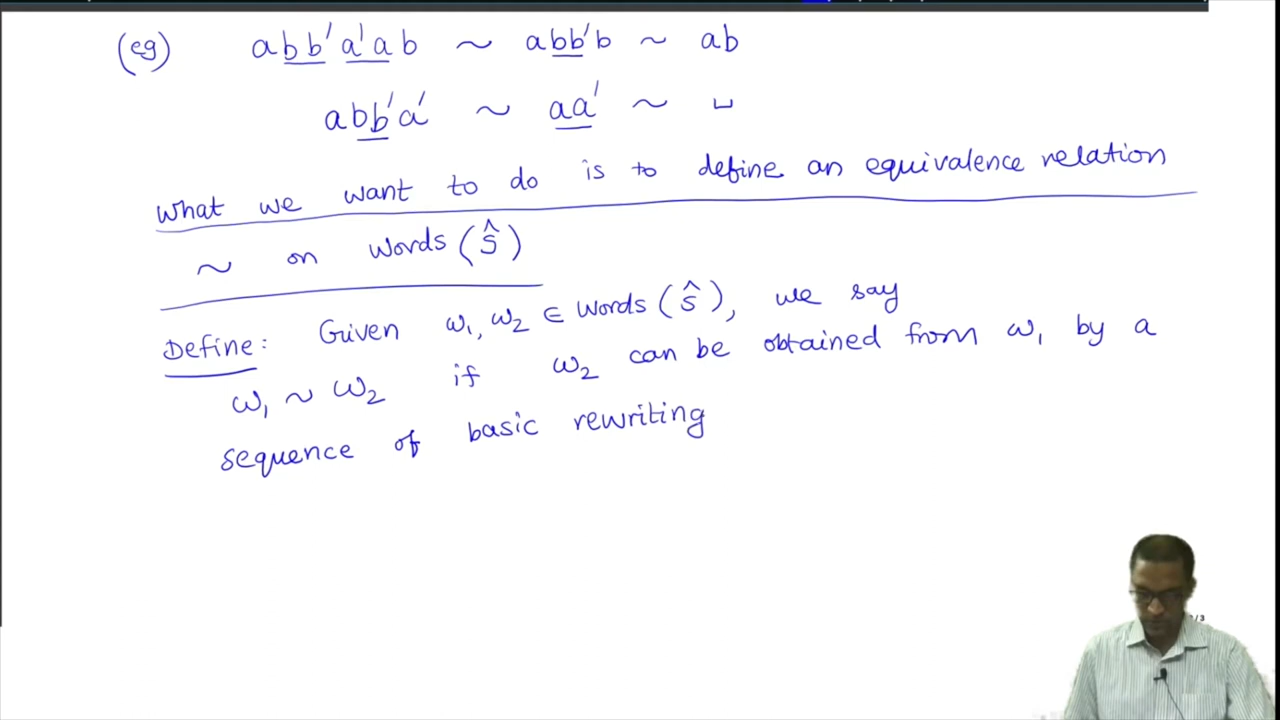 (eg) abb'a'ab ~ abb'b ~ ab
abb'a' ~ aa' ~ ␣
What we want to do is to define an equivalence relation
~ on Words (Ŝ)
Define: Given ω₁, ω₂ ∈ Words (Ŝ), we say
ω₁ ~ ω₂ if ω₂ can be obtained from ω₁ by a
sequence of basic rewriting